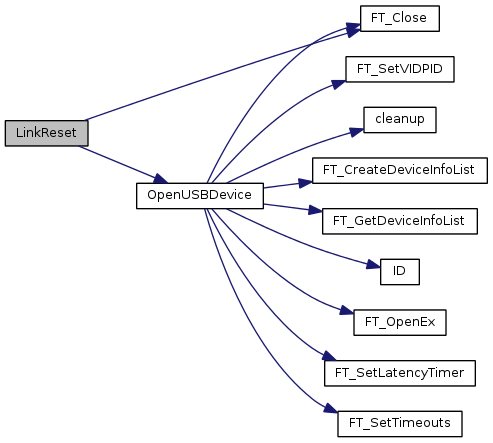 LinkReset
OpenUSBDevice
FT_Close
FT_SetVIDPID
cleanup
FT_CreateDeviceInfoList
FT_GetDeviceInfoList
ID
FT_OpenEx
FT_SetLatencyTimer
FT_SetTimeouts